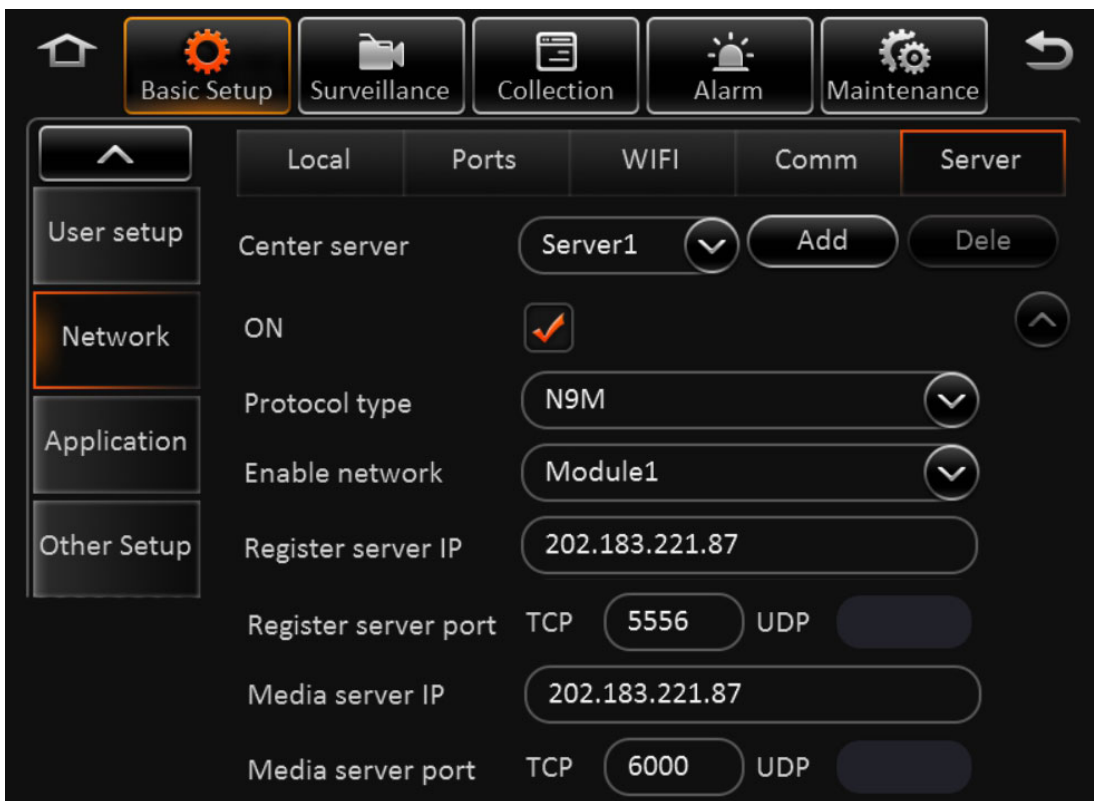 Basic Setup Surveillance Collection Alarm Maintenance
Local Ports WIFI Comm Server
User setup
Center server Server1 Add Dele
Network
ON
Protocol type N9M
Application
Enable network Module1
Other Setup
Register server IP 202.183.221.87
Register server port TCP 5556 UDP
Media server IP 202.183.221.87
Media server port TCP 6000 UDP